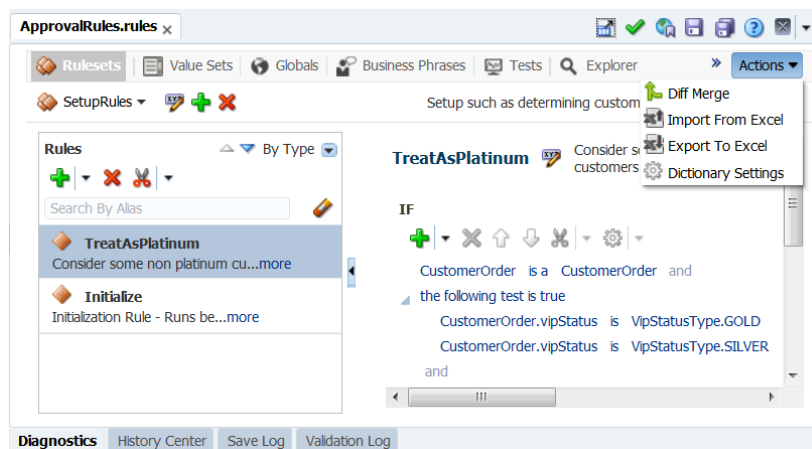 ApprovalRules.rules ×
Rulesets Value Sets Globals Business Phrases Tests Explorer » Actions
SetupRules Setup such as determining custom
Diff Merge
Import From Excel
Export To Excel
Dictionary Settings
Rules By Type
Search By Alias
TreatAsPlatinum
Consider some non platinum cu...more
Initialize
Initialization Rule - Runs be...more
TreatAsPlatinum Consider s
customers
IF
CustomerOrder is a CustomerOrder and
the following test is true
CustomerOrder.vipStatus is VipStatusType.GOLD
CustomerOrder.vipStatus is VipStatusType.SILVER
and
Diagnostics History Center Save Log Validation Log